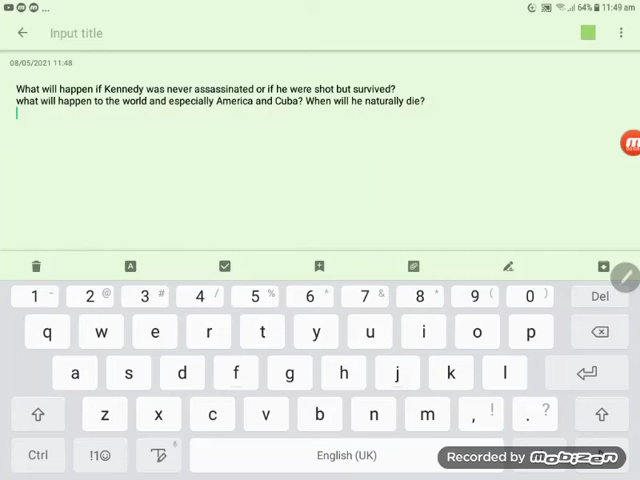 ... 64% 11:49 am
Input title
08/05/2021 11:48
What will happen if Kennedy was never assassinated or if he were shot but survived?
what will happen to the world and especially America and Cuba? When will he naturally die?
A
1 - 2 @ 3 # 4 / 5 % 6 ^ 7 & 8 * 9 ( 0 ) Del
q w e r t y u i o p
a s d f g h j k l
z x c v b n m , ! . ?
Ctrl !1☺ T English (UK)
Recorded by mobizen